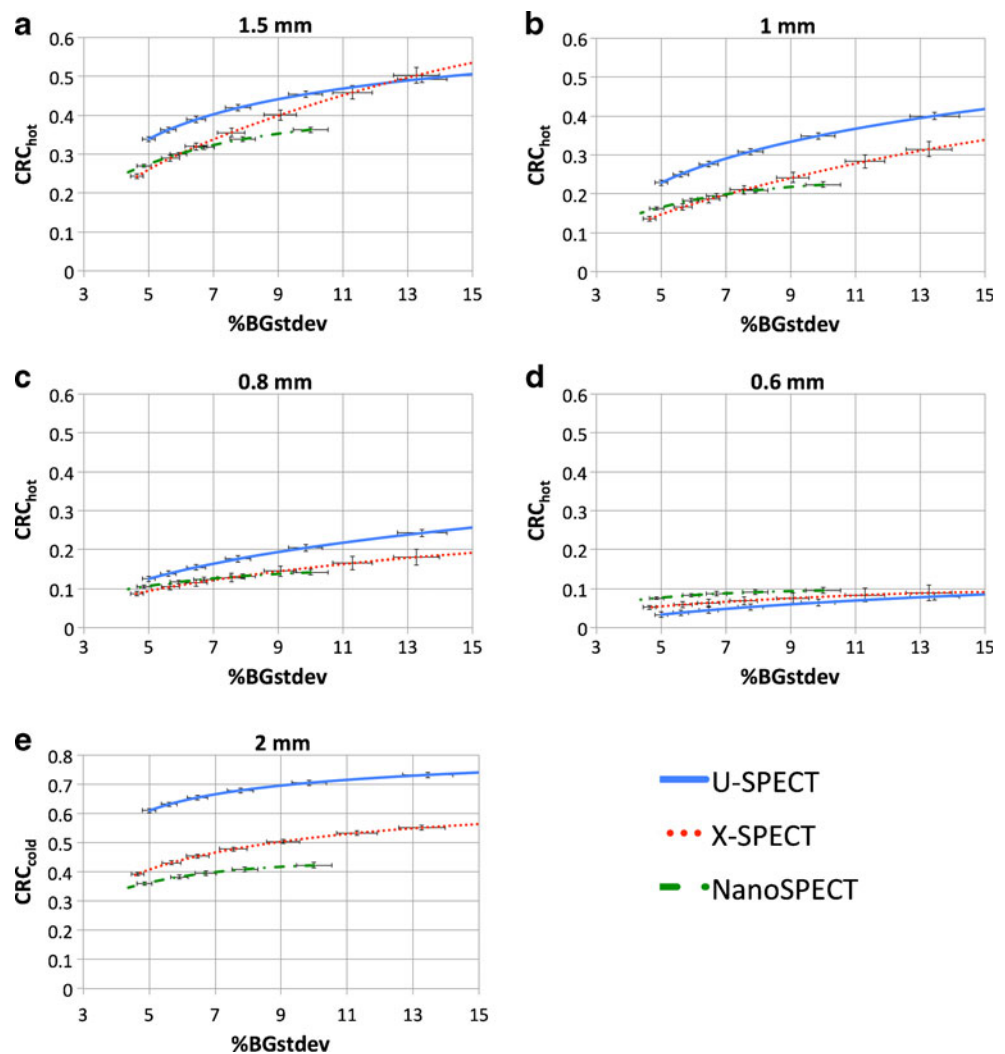 a
1.5 mm
0.6
0.5
0.4
0.3
0.2
0.1
0
CRChot
3 5 7 9 11 13 15
%BGstdev
b
1 mm
0.6
0.5
0.4
0.3
0.2
0.1
0
CRChot
3 5 7 9 11 13 15
%BGstdev
c
0.8 mm
0.6
0.5
0.4
0.3
0.2
0.1
0
CRChot
3 5 7 9 11 13 15
%BGstdev
d
0.6 mm
0.6
0.5
0.4
0.3
0.2
0.1
0
CRChot
3 5 7 9 11 13 15
%BGstdev
e
2 mm
0.8
0.7
0.6
0.5
0.4
0.3
0.2
0.1
0
CRCcold
3 5 7 9 11 13 15
%BGstdev
U-SPECT
X-SPECT
NanoSPECT